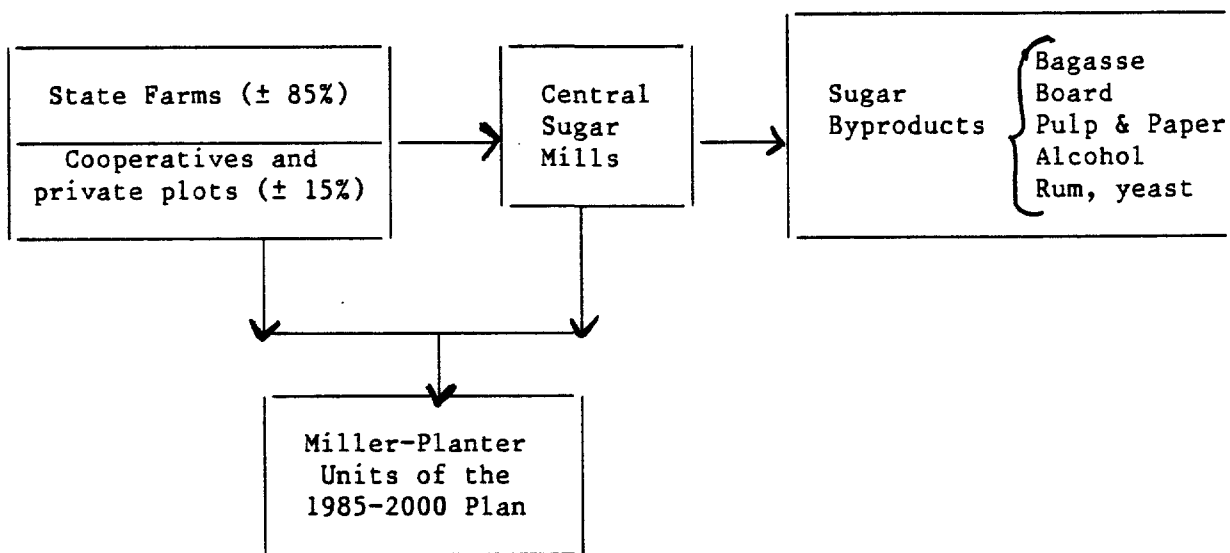 State Farms (± 85%)
Cooperatives and
private plots (± 15%)
Central
Sugar
Mills
Sugar
Byproducts
Bagasse
Board
Pulp & Paper
Alcohol
Rum, yeast
Miller-Planter
Units of the
1985-2000 Plan